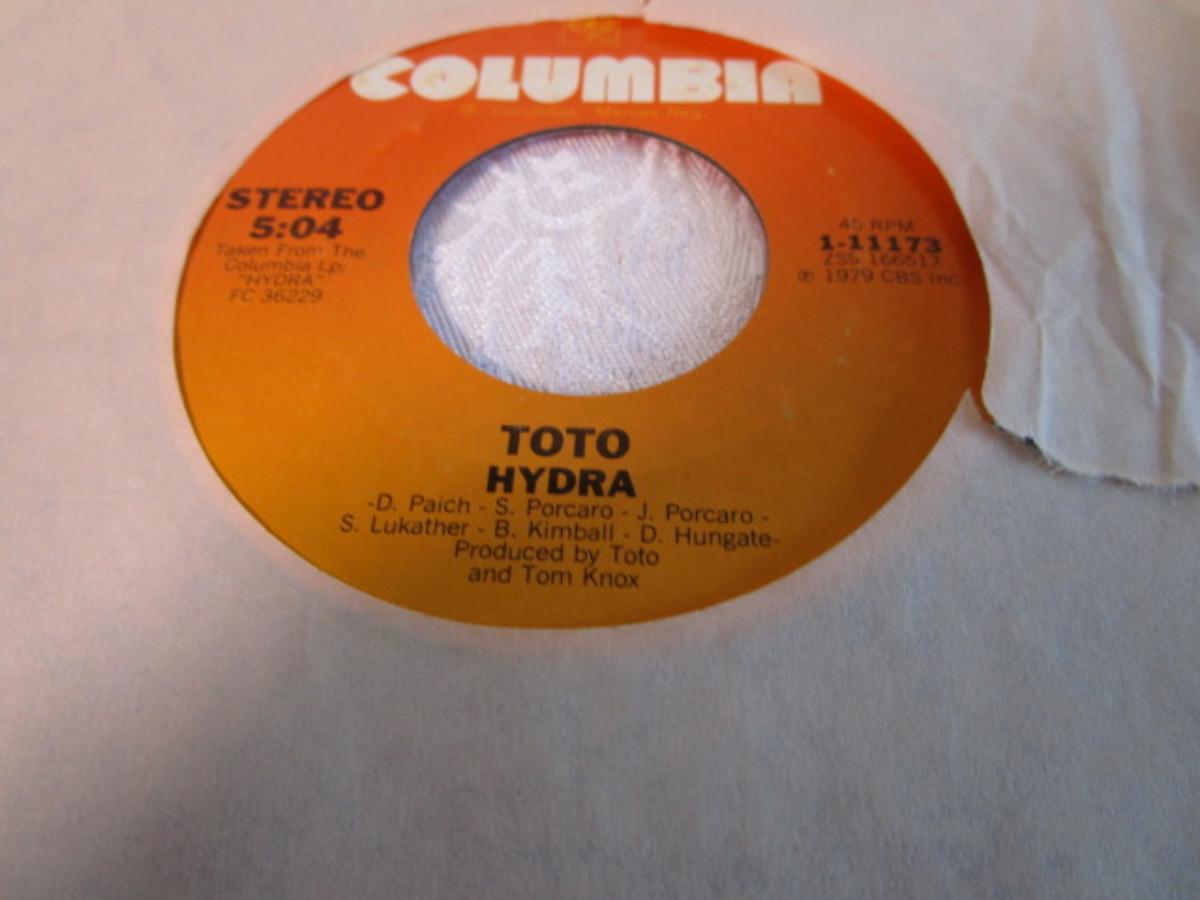 COLUMBIA
STEREO
5:04
Taken From The
Columbia Lp:
"HYDRA"
FC 36229
45 RPM
1-11173
ZSS 166517
℗ 1979 CBS Inc.
TOTO
HYDRA
-D. Paich - S. Porcaro - J. Porcaro -
S. Lukather - B. Kimball - D. Hungate-
Produced by Toto
and Tom Knox